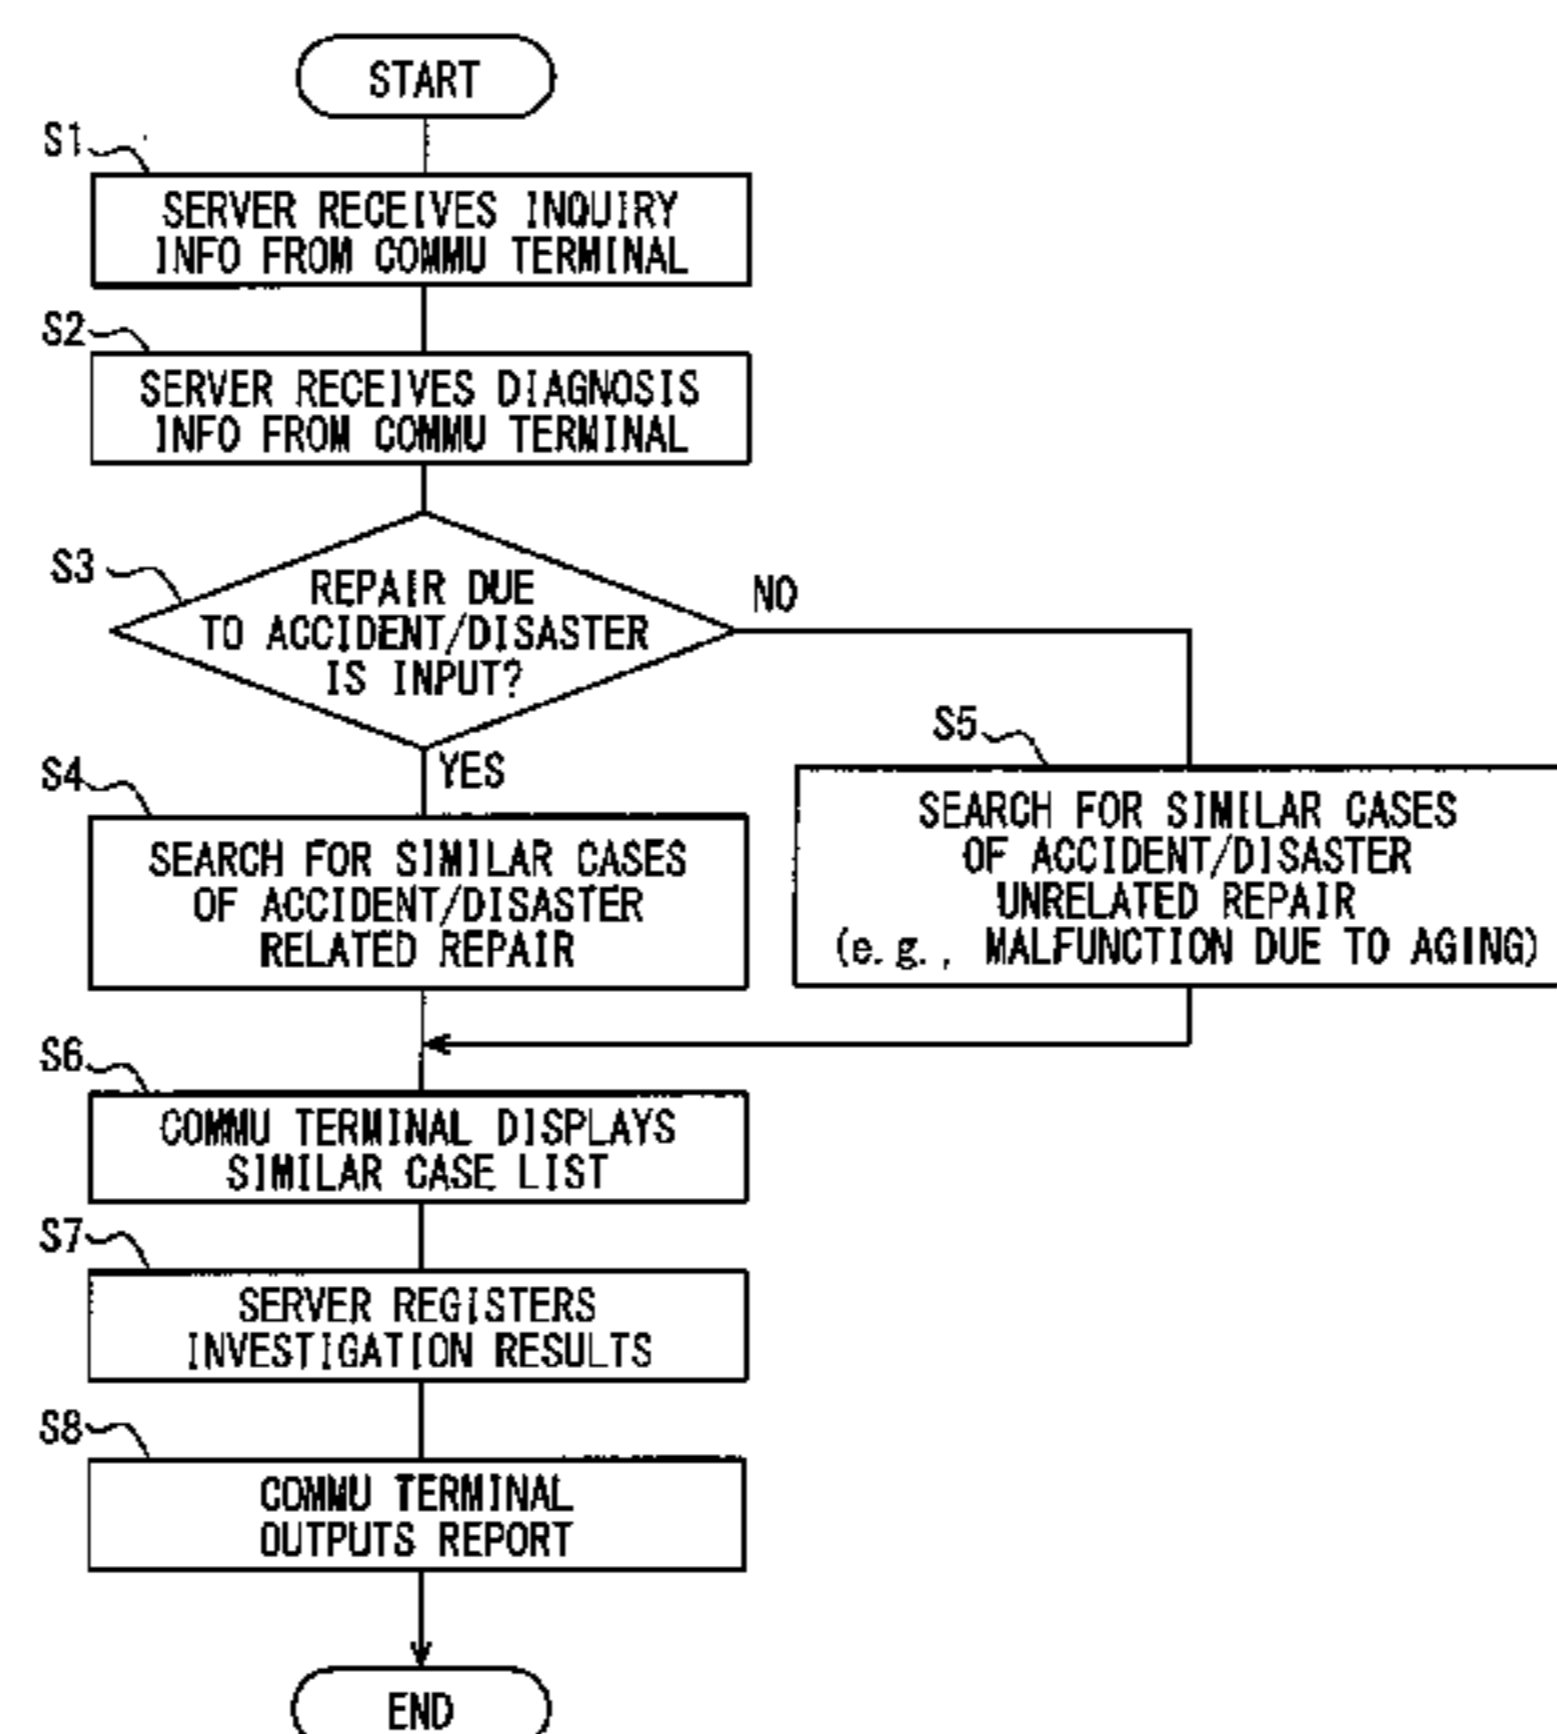 START
S1
SERVER RECEIVES INQUIRY
INFO FROM COMMU TERMINAL
S2
SERVER RECEIVES DIAGNOSIS
INFO FROM COMMU TERMINAL
S3
REPAIR DUE
TO ACCIDENT/DISASTER
IS INPUT?
NO
YES
S4
SEARCH FOR SIMILAR CASES
OF ACCIDENT/DISASTER
RELATED REPAIR
S5
SEARCH FOR SIMILAR CASES
OF ACCIDENT/DISASTER
UNRELATED REPAIR
(e.g., MALFUNCTION DUE TO AGING)
S6
COMMU TERMINAL DISPLAYS
SIMILAR CASE LIST
S7
SERVER REGISTERS
INVESTIGATION RESULTS
S8
COMMU TERMINAL
OUTPUTS REPORT
END